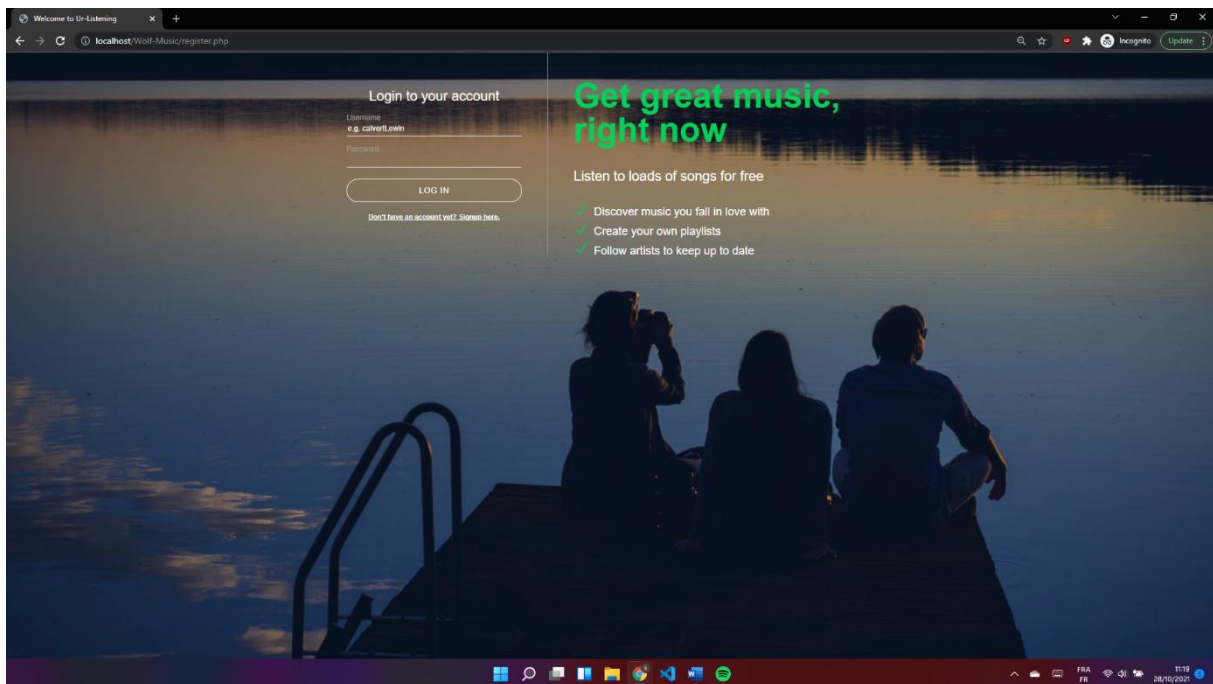 Welcome to Ur-Listening
localhost/Wolf-Music/register.php
Incognito
Update
Login to your account
Username
e.g. calvertLewin
Password
LOG IN
Don't have an account yet? Signup here.
Get great music,
right now
Listen to loads of songs for free
Discover music you fall in love with
Create your own playlists
Follow artists to keep up to date
FRA
FR
11:19
28/10/2021